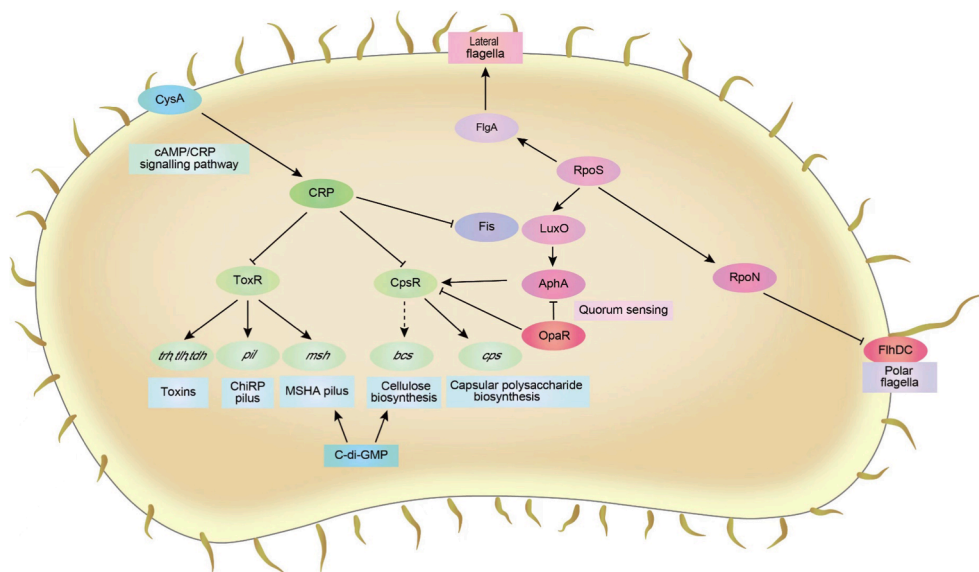 Lateral
flagella
CysA
FlgA
cAMP/CRP
signalling pathway
RpoS
CRP
Fis
LuxO
ToxR
CpsR
AphA
RpoN
Quorum sensing
OpaR
FlhDC
Polar
flagella
trh,tlh,tdh
pil
msh
bcs
cps
Toxins
ChiRP
pilus
MSHA pilus
Cellulose
biosynthesis
Capsular polysaccharide
biosynthesis
C-di-GMP